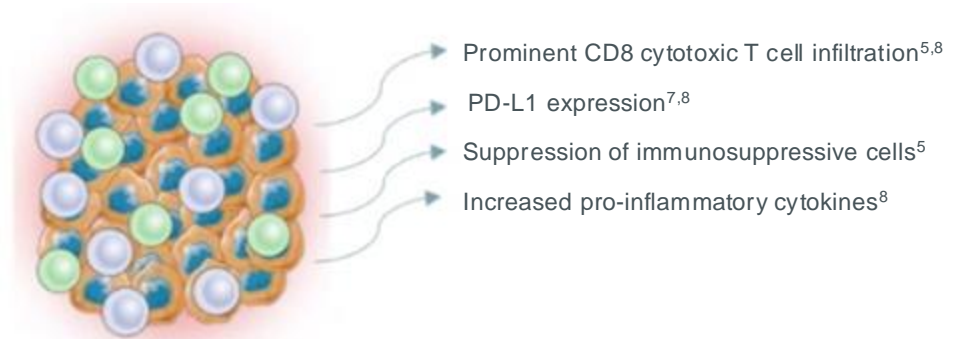 Prominent CD8 cytotoxic T cell infiltration5,8
PD-L1 expression7,8
Suppression of immunosuppressive cells5
Increased pro-inflammatory cytokines8